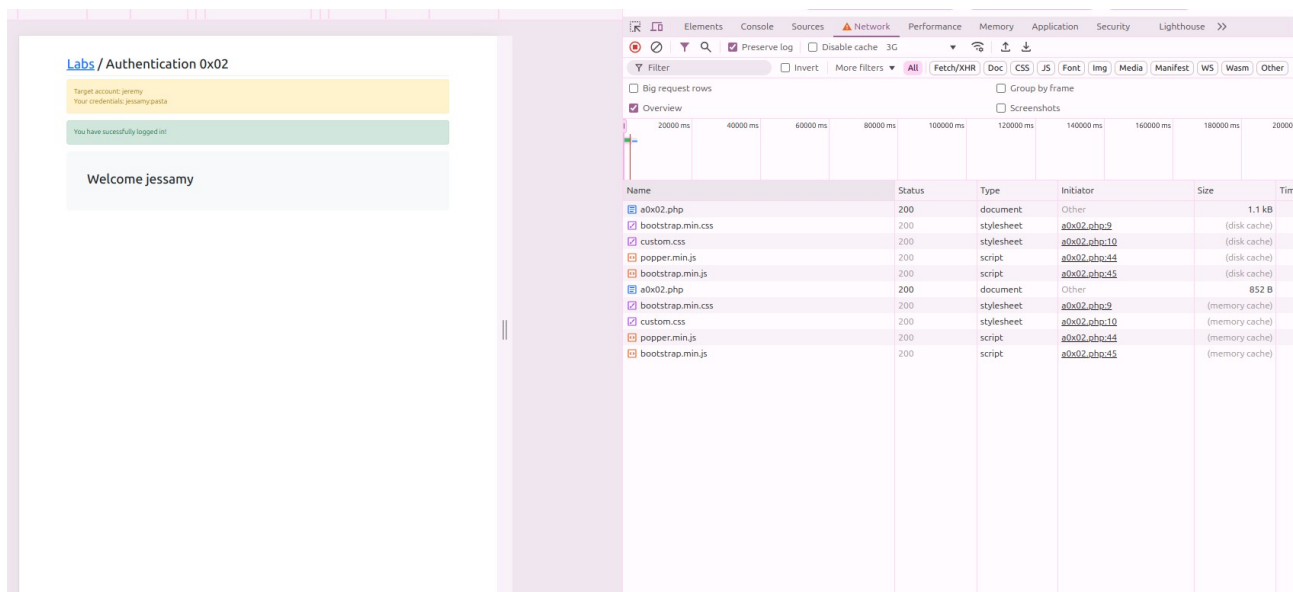 Labs / Authentication 0x02
Target account: jeremy
Your credentials: jessamy:pasta
You have sucessfully logged in!
Welcome jessamy
Elements Console Sources Network Performance Memory Application Security Lighthouse
Preserve log Disable cache 3G
Filter Invert More filters All Fetch/XHR Doc CSS JS Font Img Media Manifest WS Wasm Other
Big request rows Group by frame
Overview Screenshots
20000 ms 40000 ms 60000 ms 80000 ms 100000 ms 120000 ms 140000 ms 160000 ms 180000 ms 20000
Name Status Type Initiator Size Tim
a0x02.php 200 document Other 1.1 kB
bootstrap.min.css 200 stylesheet a0x02.php:9 (disk cache)
custom.css 200 stylesheet a0x02.php:10 (disk cache)
popper.min.js 200 script a0x02.php:44 (disk cache)
bootstrap.min.js 200 script a0x02.php:45 (disk cache)
a0x02.php 200 document Other 852 B
bootstrap.min.css 200 stylesheet a0x02.php:9 (memory cache)
custom.css 200 stylesheet a0x02.php:10 (memory cache)
popper.min.js 200 script a0x02.php:44 (memory cache)
bootstrap.min.js 200 script a0x02.php:45 (memory cache)